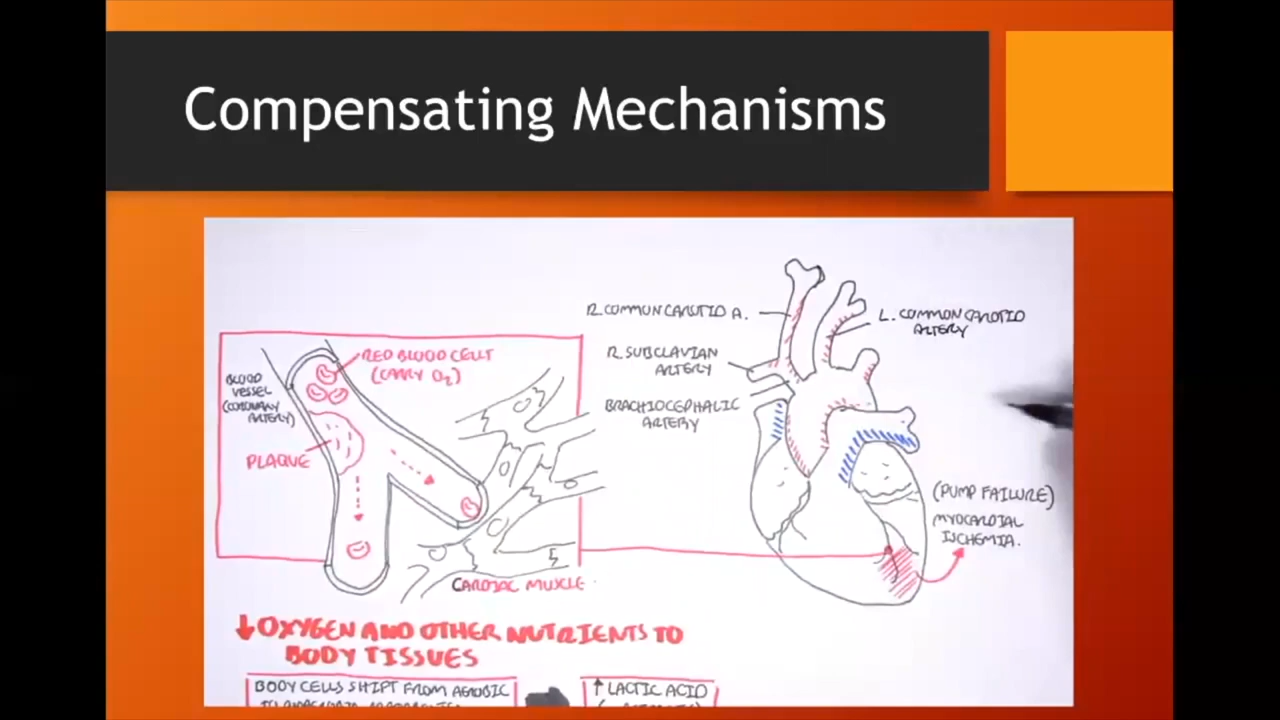 Compensating Mechanisms
R. COMMON CAROTID A.
L. COMMON CAROTID
ARTERY
R. SUBCLAVIAN
ARTERY
BRACHIOCEPHALIC
ARTERY
RED BLOOD CELL
(CARRY O2)
BLOOD
VESSEL
(CORONARY
ARTERY)
PLAQUE
CARDIAC MUSCLE
(PUMP FAILURE)
MYOCARDIAL
ISCHEMIA.
↓OXYGEN AND OTHER NUTRIENTS TO
BODY TISSUES
BODY CELLS SHIFT FROM AEROBIC
↑ LACTIC ACID